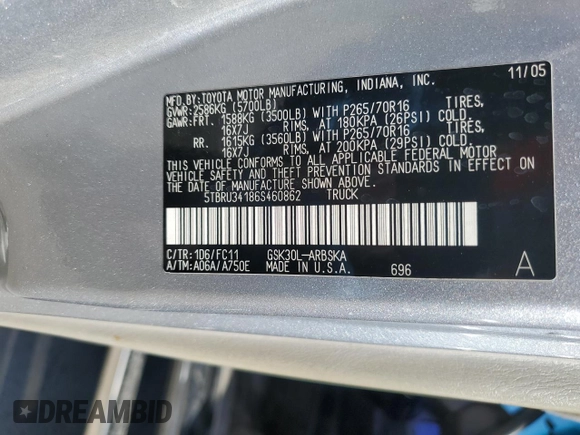 MFD.BY:TOYOTA MOTOR MANUFACTURING, INDIANA, INC. 11/05
GVWR:2586KG (5700LB)
GAWR:FRT. 1588KG (3500LB) WITH P265/70R16 TIRES,
16X7J RIMS, AT 180KPA (26PSI) COLD.
RR. 1615KG (3560LB) WITH P265/70R16 TIRES,
16X7J RIMS, AT 200KPA (29PSI) COLD.
THIS VEHICLE CONFORMS TO ALL APPLICABLE FEDERAL MOTOR
VEHICLE SAFETY AND THEFT PREVENTION STANDARDS IN EFFECT
ON THE DATE OF MANUFACTURE SHOWN ABOVE.
5TBRU34186S460862 TRUCK
C/TR: 1D6/FC11 GSK30L-ARBSKA
A/TM: A06A/A750E MADE IN U.S.A. 696 A
DREAMBID